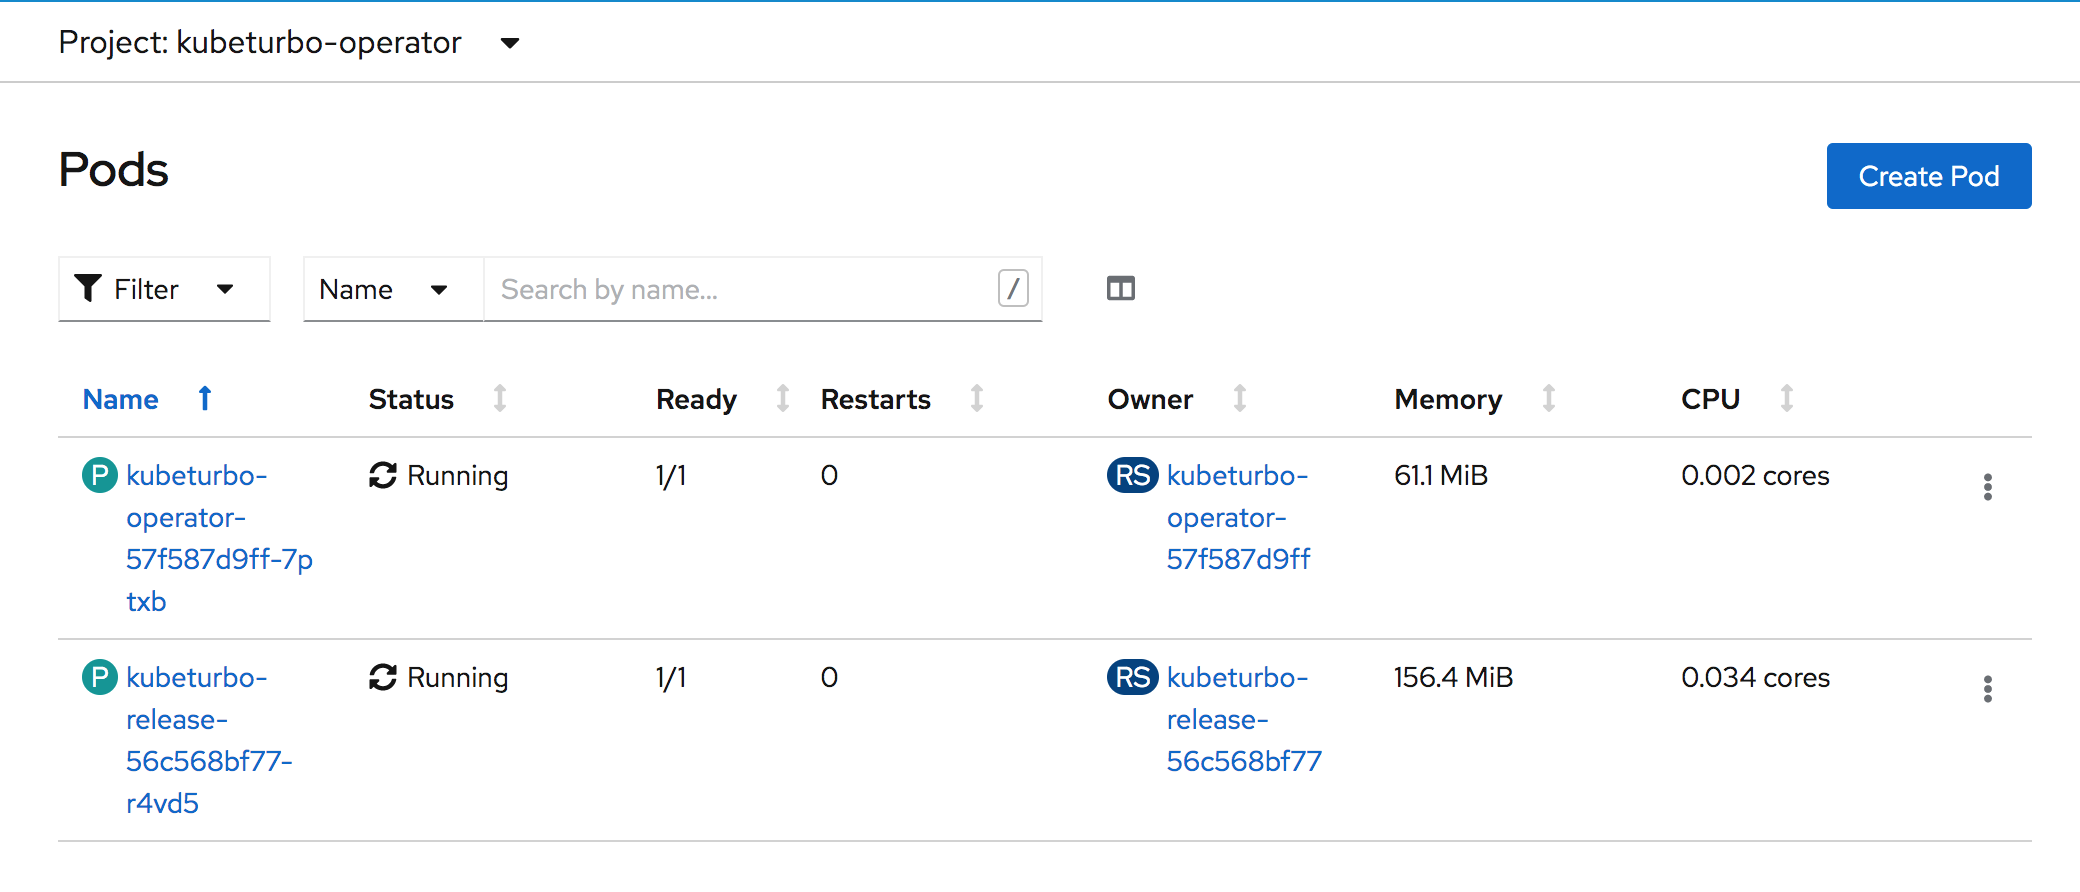 Project: kubeturbo-operator
Pods
Create Pod
Filter
Name
Search by name...
/
Name Status Ready Restarts Owner Memory CPU
P kubeturbo- Running 1/1 0 RS kubeturbo- 61.1 MiB 0.002 cores
operator- operator-
57f587d9ff-7p 57f587d9ff
txb
P kubeturbo- Running 1/1 0 RS kubeturbo- 156.4 MiB 0.034 cores
release- release-
56c568bf77- 56c568bf77
r4vd5